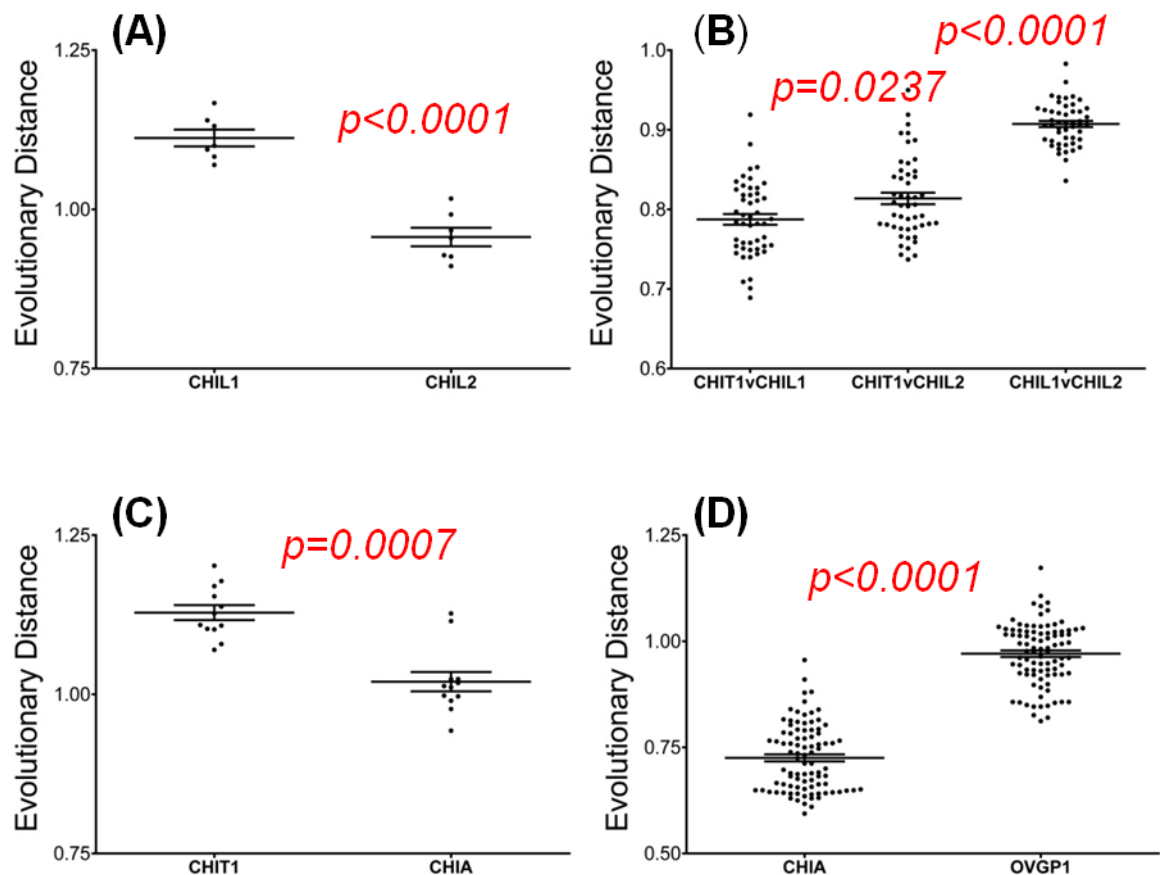 (A)
Evolutionary Distance
1.25
1.00
0.75
p<0.0001
CHIL1 CHIL2
(B)
Evolutionary Distance
1.0
0.9
0.8
0.7
0.6
p=0.0237
p<0.0001
CHIT1vCHIL1 CHIT1vCHIL2 CHIL1vCHIL2
(C)
Evolutionary Distance
1.25
1.00
0.75
p=0.0007
CHIT1 CHIA
(D)
Evolutionary Distance
1.25
1.00
0.75
0.50
p<0.0001
CHIA OVGP1